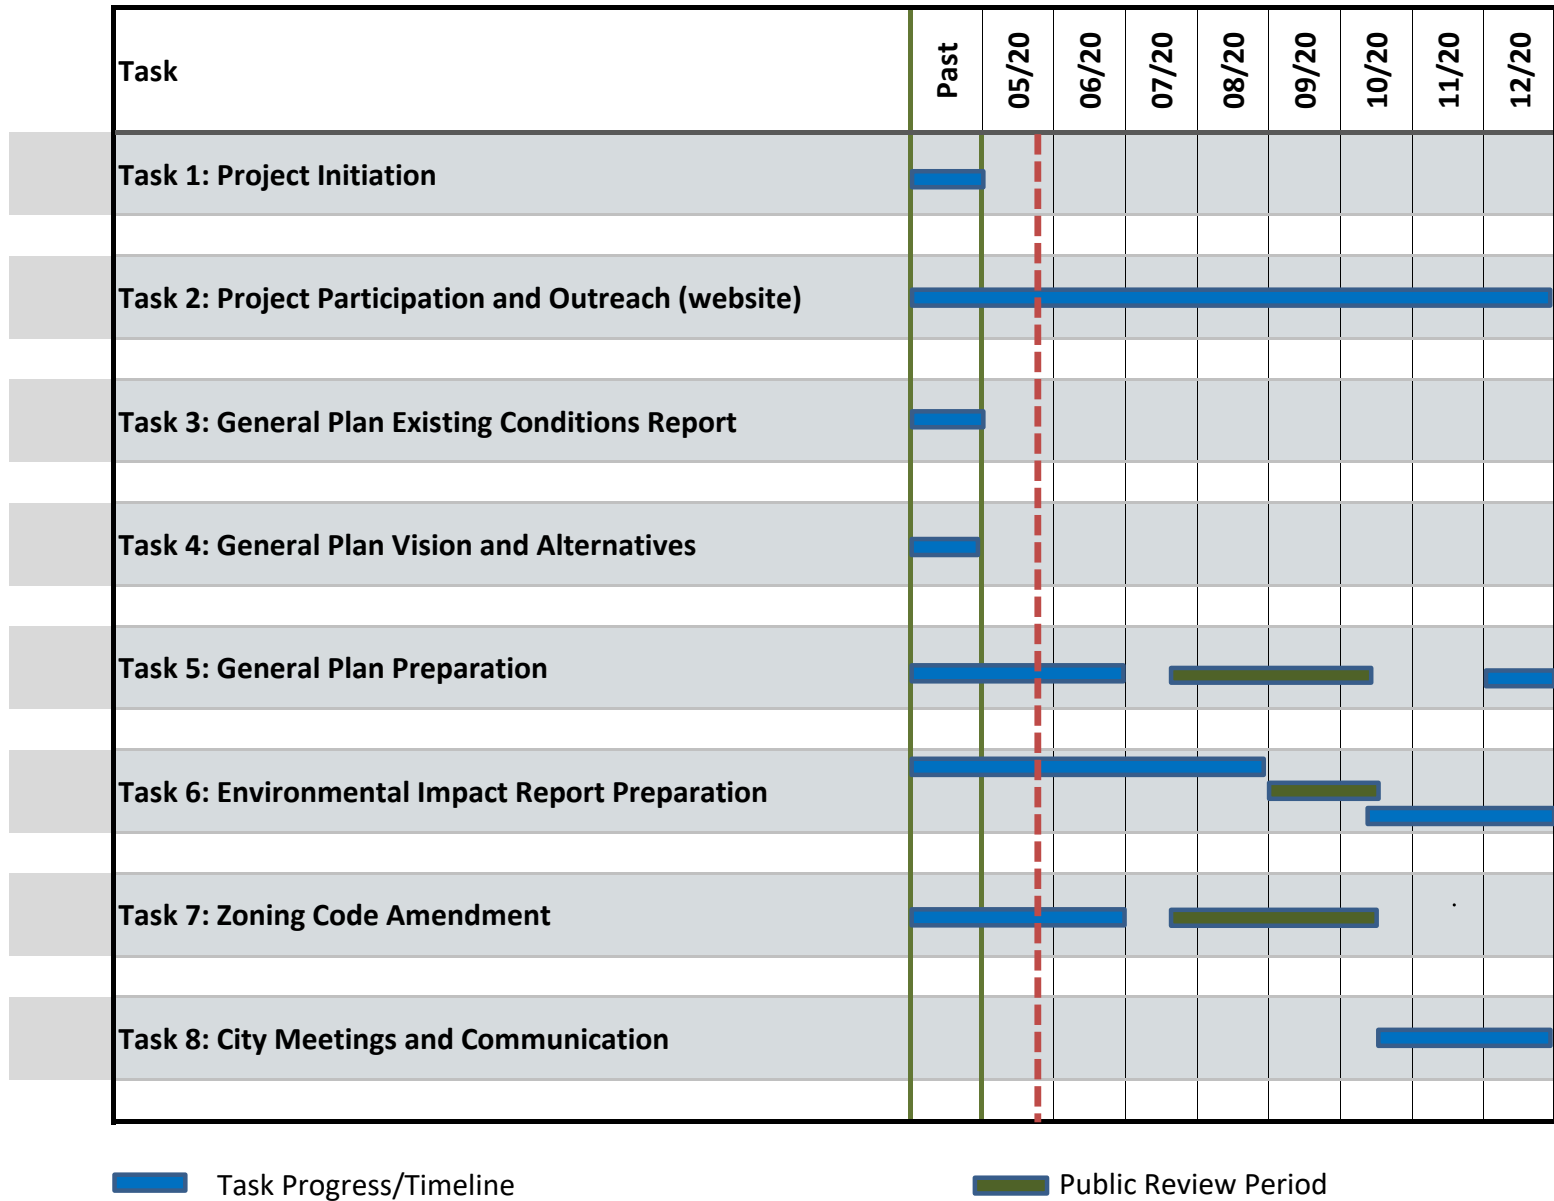 Task Past 05/20 06/20 07/20 08/20 09/20 10/20 11/20 12/20
Task 1: Project Initiation
Task 2: Project Participation and Outreach (website)
Task 3: General Plan Existing Conditions Report
Task 4: General Plan Vision and Alternatives
Task 5: General Plan Preparation
Task 6: Environmental Impact Report Preparation
Task 7: Zoning Code Amendment
Task 8: City Meetings and Communication
Task Progress/Timeline Public Review Period